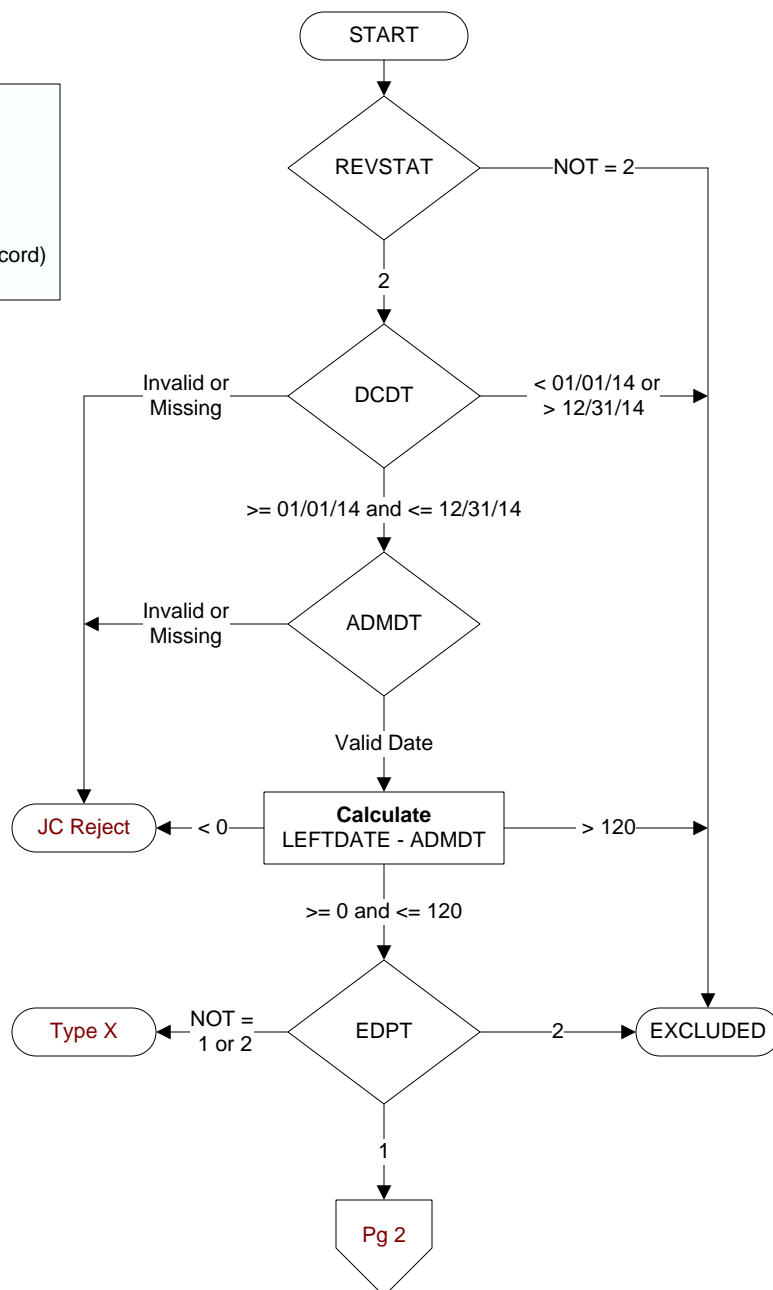 START
REVSTAT
NOT = 2
cord)
2
Invalid or
Missing
DCDT
< 01/01/14 or
> 12/31/14
>= 01/01/14 and <= 12/31/14
Invalid or
Missing
ADMDT
Valid Date
JC Reject
< 0
Calculate
LEFTDATE - ADMDT
> 120
>= 0 and <= 120
Type X
NOT =
1 or 2
EDPT
2
EXCLUDED
1
Pg 2